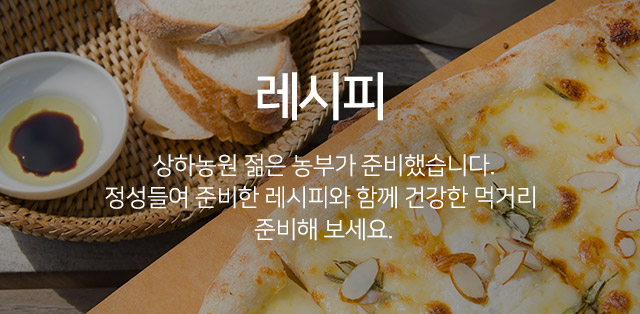 레시피
상하농원 젊은 농부가 준비했습니다.
정성들여 준비한 레시피와 함께 건강한 먹거리
준비해 보세요.